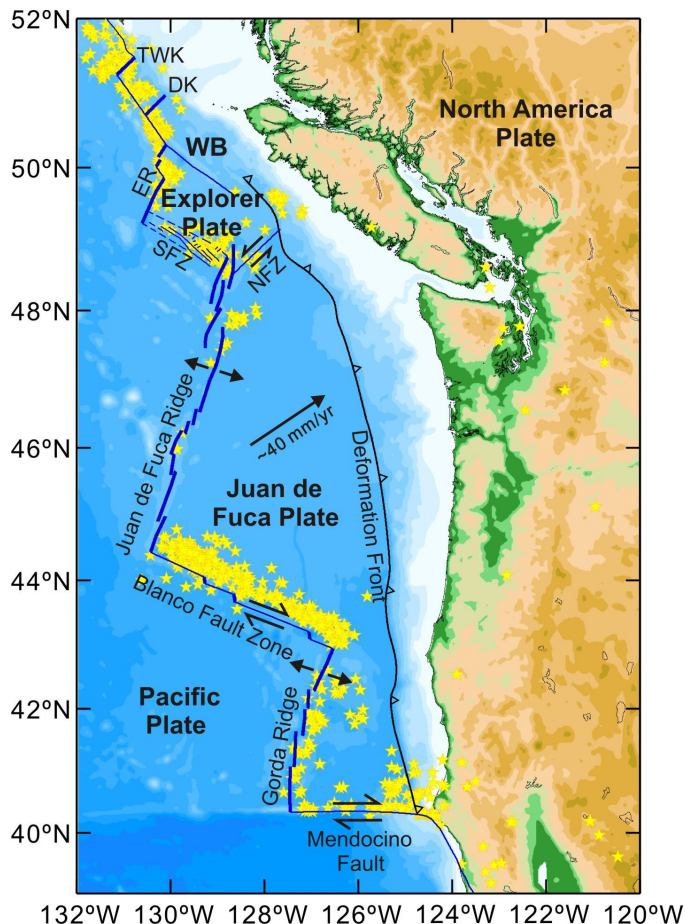 52°N
TWK
DK
North America
Plate
WB
50°N
ER
Explorer
Plate
SFZ
NFZ
48°N
Juan de Fuca Ridge
~40 mm/yr
46°N
Deformation Front
Juan de
Fuca Plate
44°N
Blanco Fault Zone
Pacific
Plate
42°N
Gorda Ridge
40°N
Mendocino
Fault
132°W
130°W
128°W
126°W
124°W
122°W
120°W